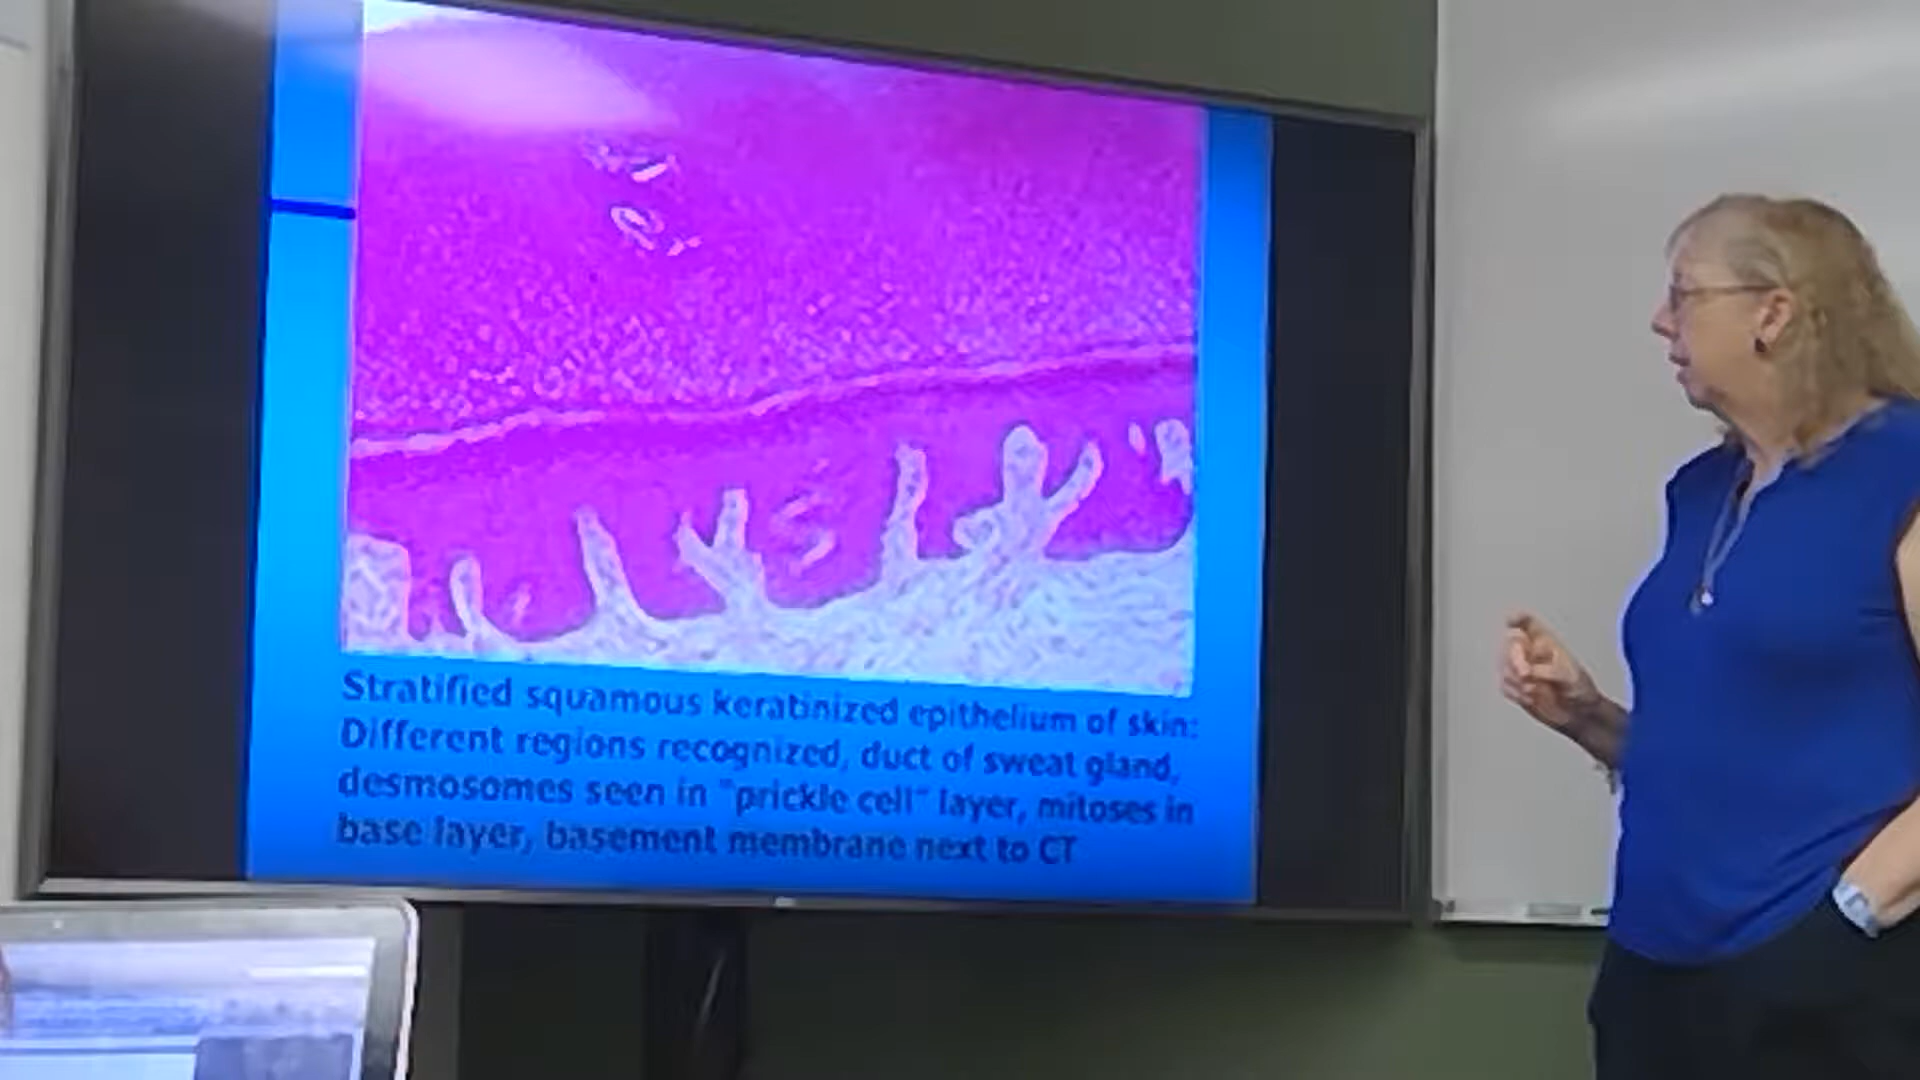 Stratified squamous keratinized epithelium of skin:
Different regions recognized, duct of sweat gland,
desmosomes seen in "prickle cell" layer, mitoses in
base layer, basement membrane next to CT